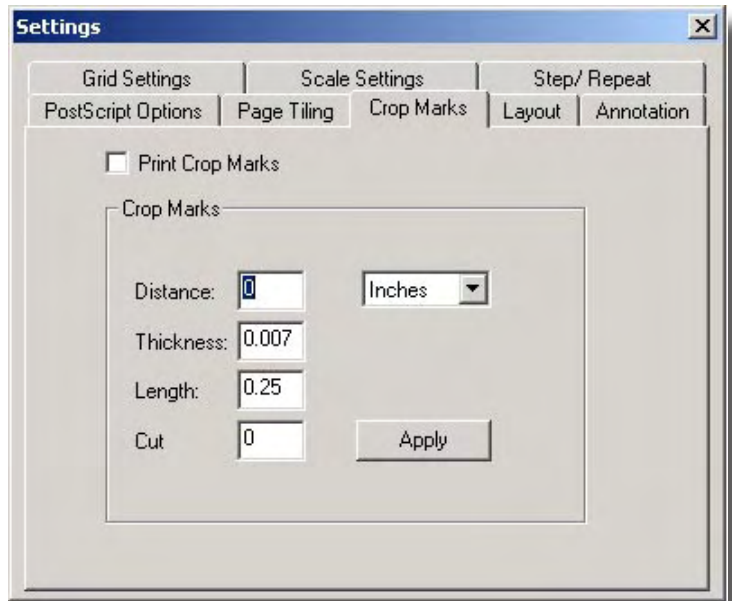 Settings
Grid Settings Scale Settings Step/ Repeat
PostScript Options Page Tiling Crop Marks Layout Annotation
Print Crop Marks
Crop Marks
Distance: 0 Inches
Thickness: 0.007
Length: 0.25
Cut 0 Apply